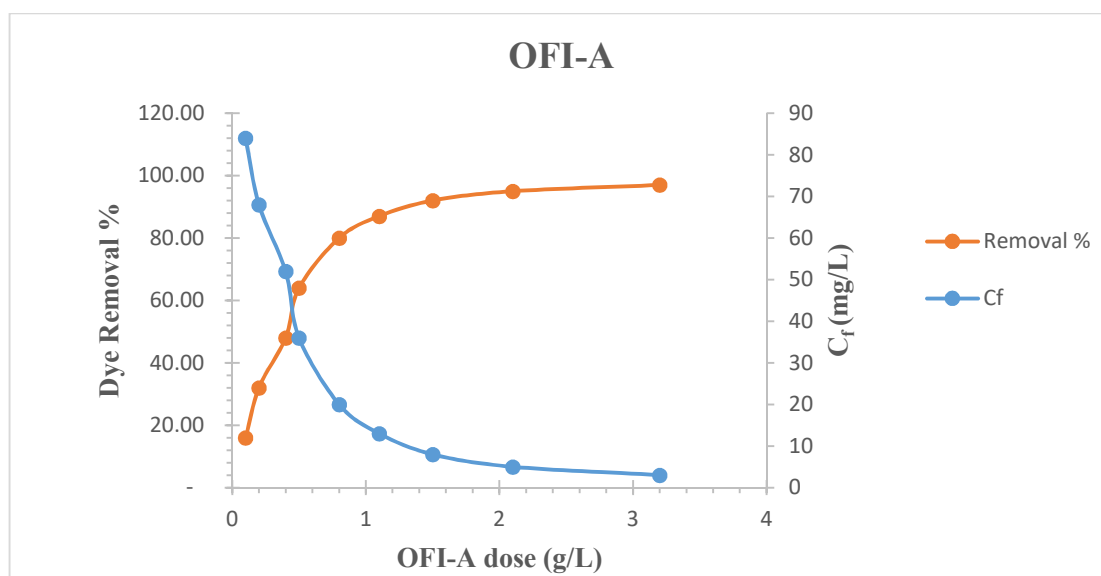 OFI-A
120.00
100.00
80.00
60.00
40.00
20.00
-
Dye Removal %
90
80
70
60
50
40
30
20
10
0
Cf (mg/L)
0 1 2 3 4
OFI-A dose (g/L)
Removal %
Cf